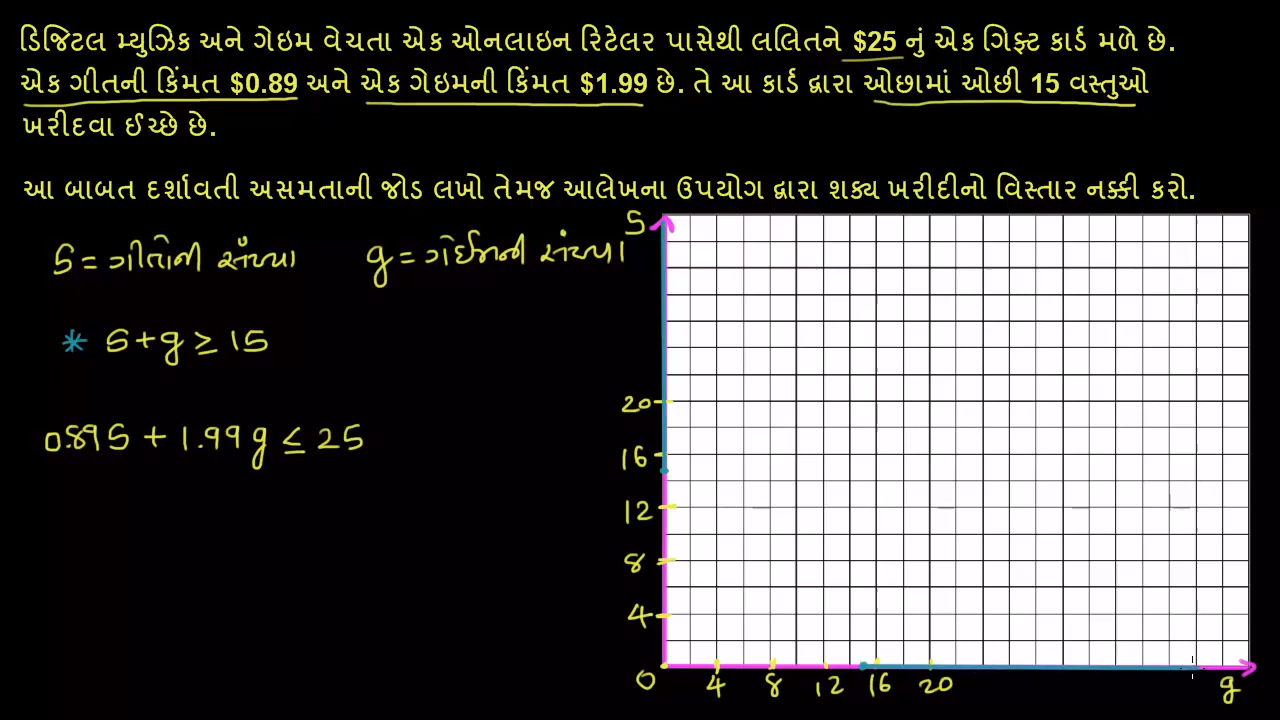 ડિજિટલ મ્યુઝિક અને ગેઇમ વેચતા એક ઓનલાઇન રિટેલર પાસેથી લલિતને $25 નું એક ગિફ્ટ કાર્ડ મળે છે.
એક ગીતની કિંમત $0.89 અને એક ગેઇમની કિંમત $1.99 છે. તે આ કાર્ડ દ્વારા ઓછામાં ઓછી 15 વસ્તુઓ
ખરીદવા ઈચ્છે છે.
આ બાબત દર્શાવતી અસમતાની જોડ લખો તેમજ આલેખના ઉપયોગ દ્વારા શક્ય ખરીદીનો વિસ્તાર નક્કી કરો.
S = ગીતોની સંખ્યા g = ગેઈમની સંખ્યા
* S + g ≥ 15
0.89S + 1.99g ≤ 25
S
20
16
12
8
4
0 4 8 12 16 20 g